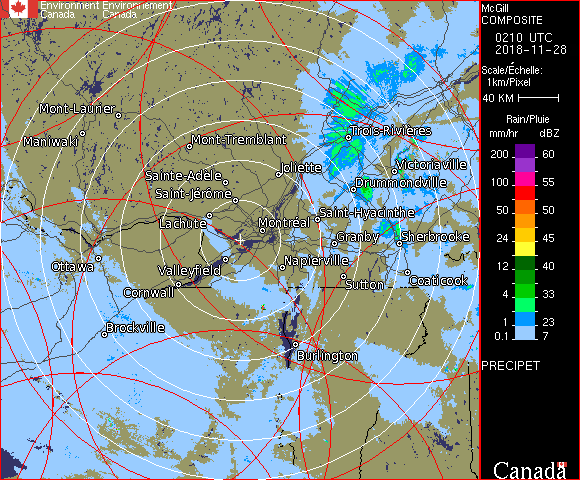 Environment Environnement
Canada Canada
McGill
COMPOSITE
0210 UTC
2018-11-28
Scale/Échelle:
1km/Pixel
40 KM
Rain/Pluie
mm/hr dBZ
200 60
155
100 55
50 50
24 45
12 40
4 33
1 23
0.1 7
PRECIPET
Canada
Mont-Laurier
Maniwaki
Mont-Tremblant
Trois-Rivières
Joliette
Victoriaville
Sainte-Adèle
Drummondville
Saint-Jérôme
Saint-Hyacinthe
Lachute
Montréal
Granby
Sherbrooke
Ottawa
Napierville
Valleyfield
Coaticook
Sutton
Cornwall
Brockville
Burlington